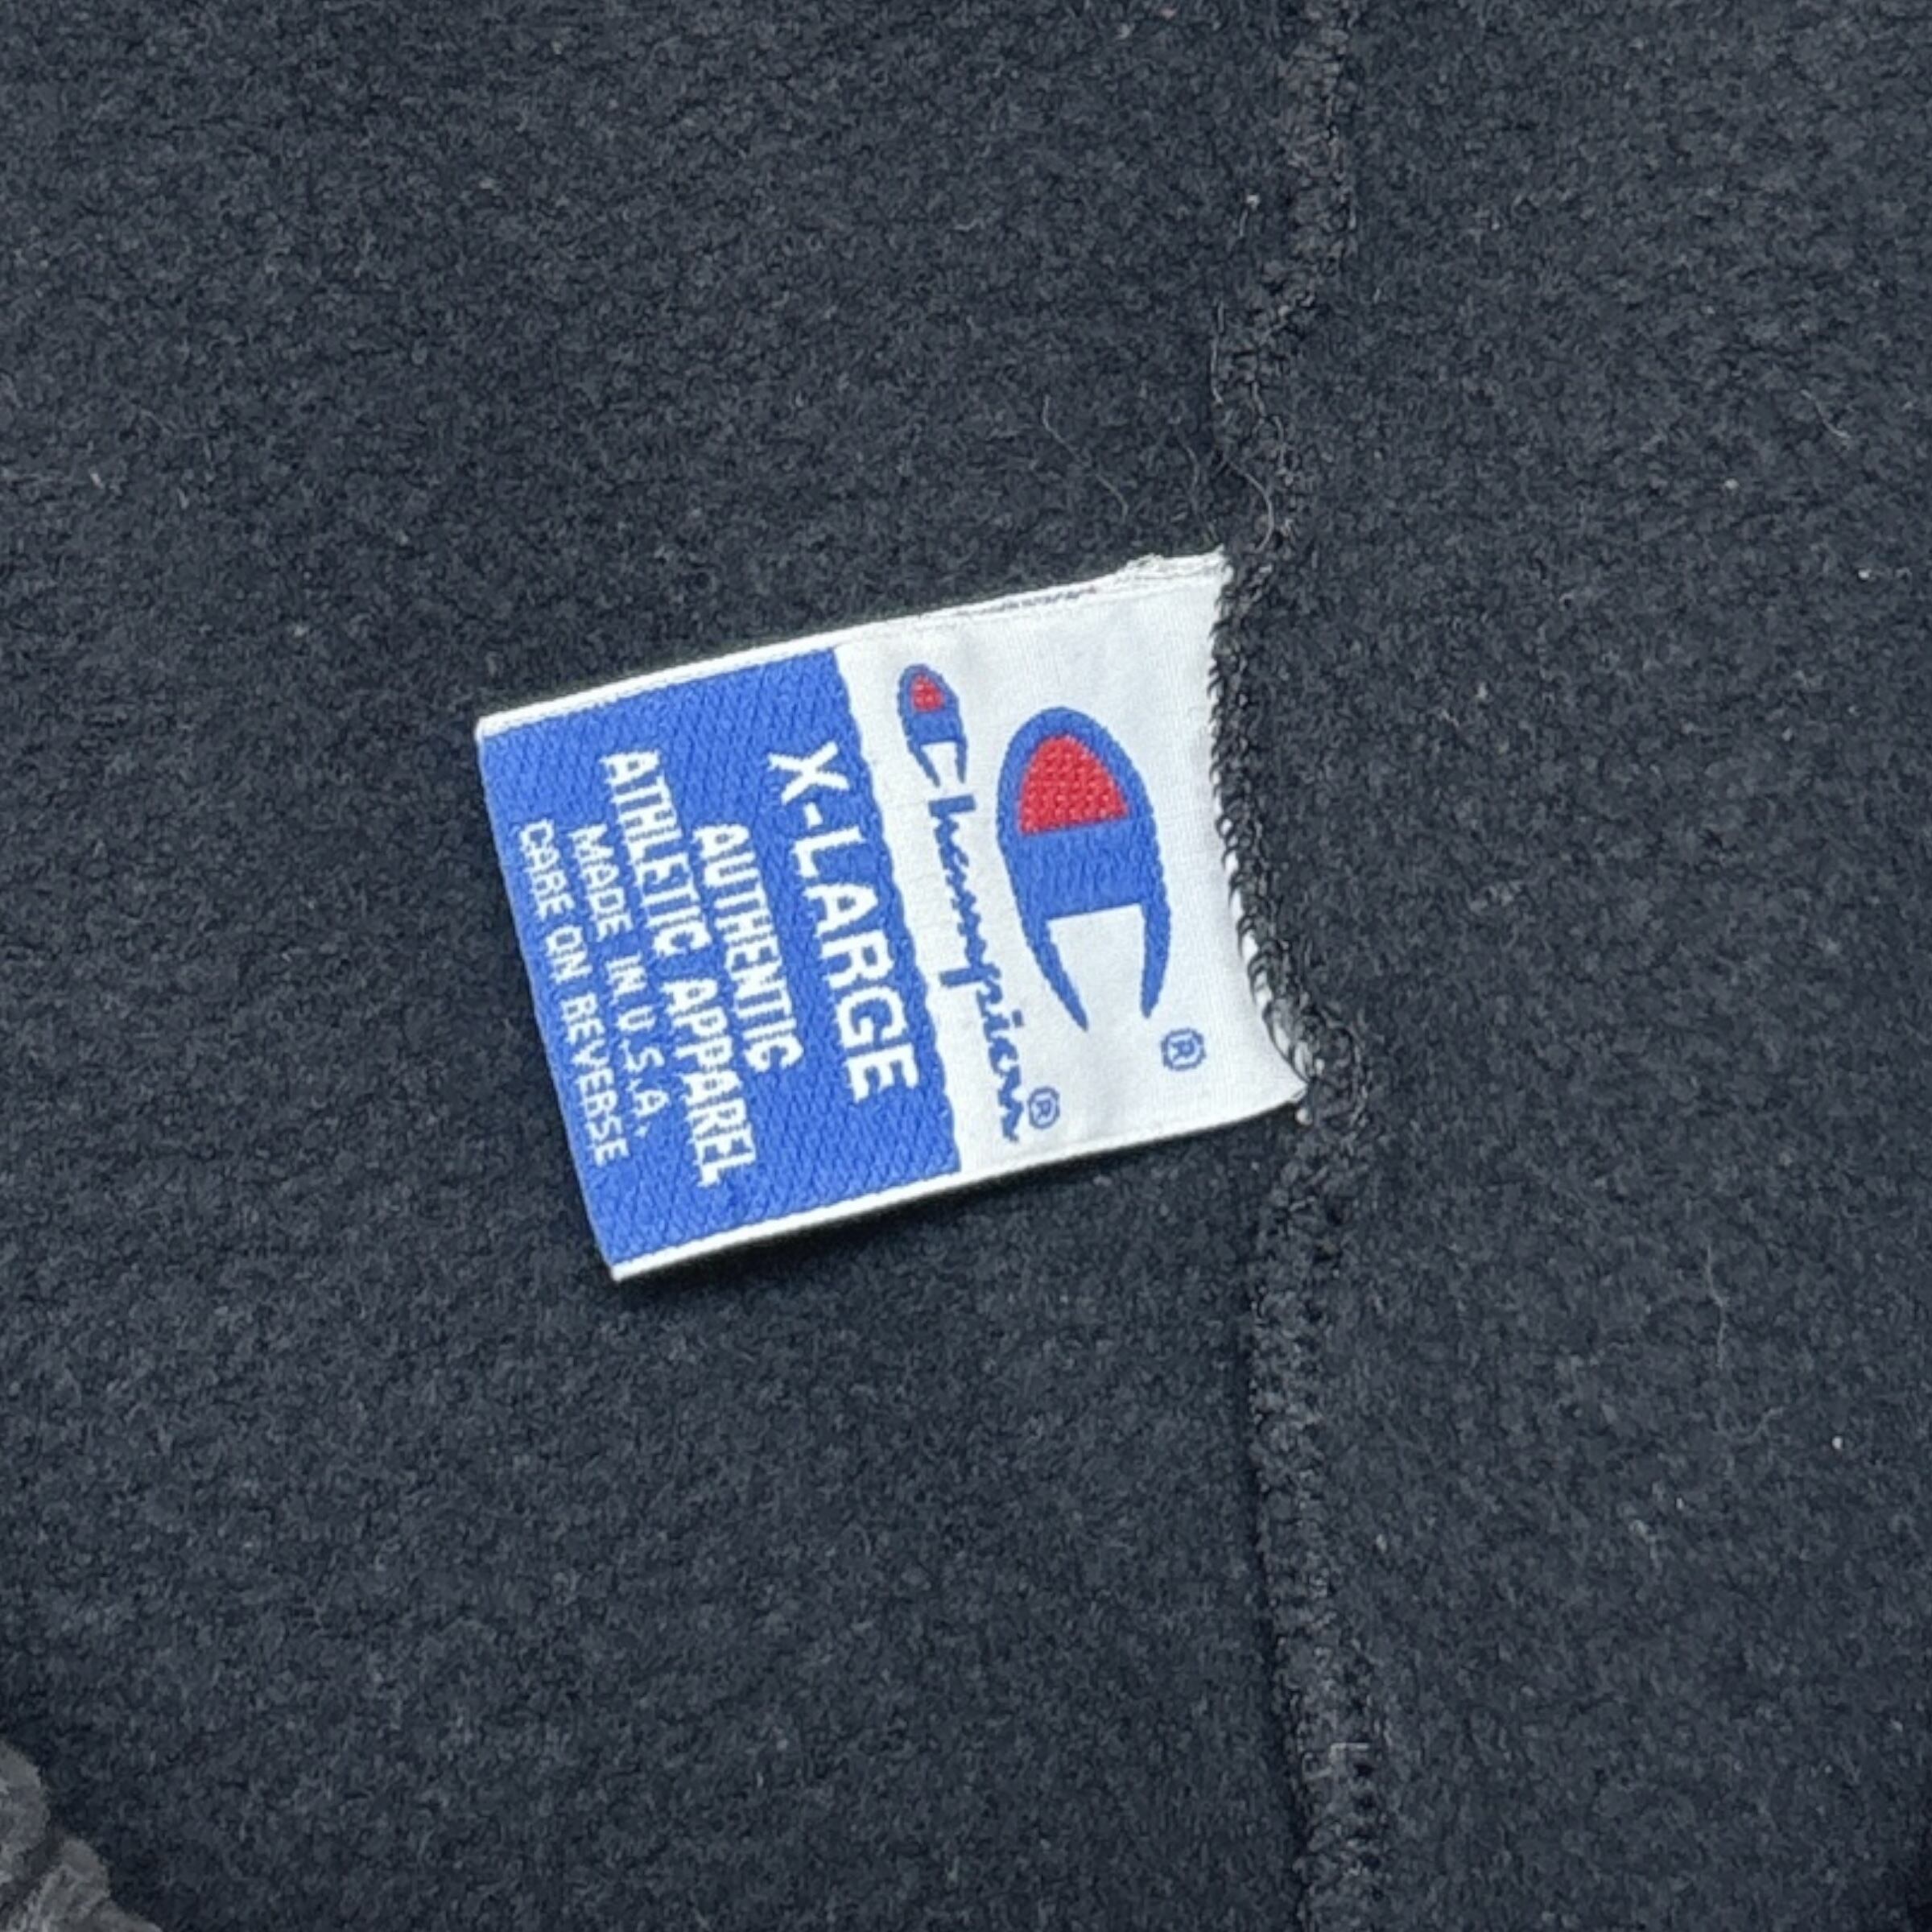 ®
Champion®
X-LARGE
AUTHENTIC
ATHLETIC APPAREL
MADE IN U.S.A.
CARE ON REVERSE